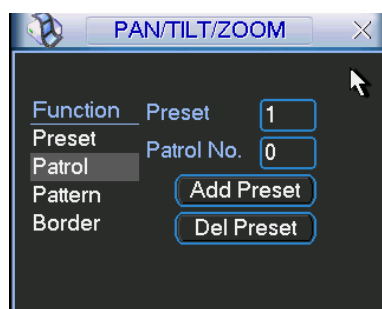 PAN/TILT/ZOOM
Function
Preset
Patrol
Pattern
Border
Preset 1
Patrol No. 0
Add Preset
Del Preset